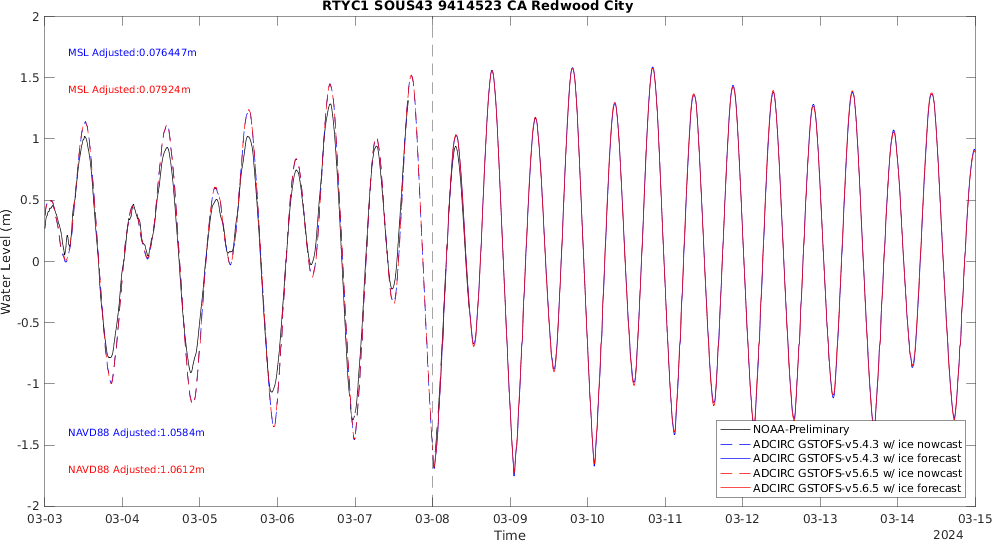 RTYC1 SOUS43 9414523 CA Redwood City
MSL Adjusted:0.076447m
MSL Adjusted:0.07924m
NAVD88 Adjusted:1.0584m
NAVD88 Adjusted:1.0612m
Water Level (m)
2
1.5
1
0.5
0
-0.5
-1
-1.5
-2
NOAA-Preliminary
ADCIRC GSTOFS-v5.4.3 w/ ice nowcast
ADCIRC GSTOFS-v5.4.3 w/ ice forecast
ADCIRC GSTOFS-v5.6.5 w/ ice nowcast
ADCIRC GSTOFS-v5.6.5 w/ ice forecast
03-03 03-04 03-05 03-06 03-07 03-08 03-09 03-10 03-11 03-12 03-13 03-14 03-15
Time
2024